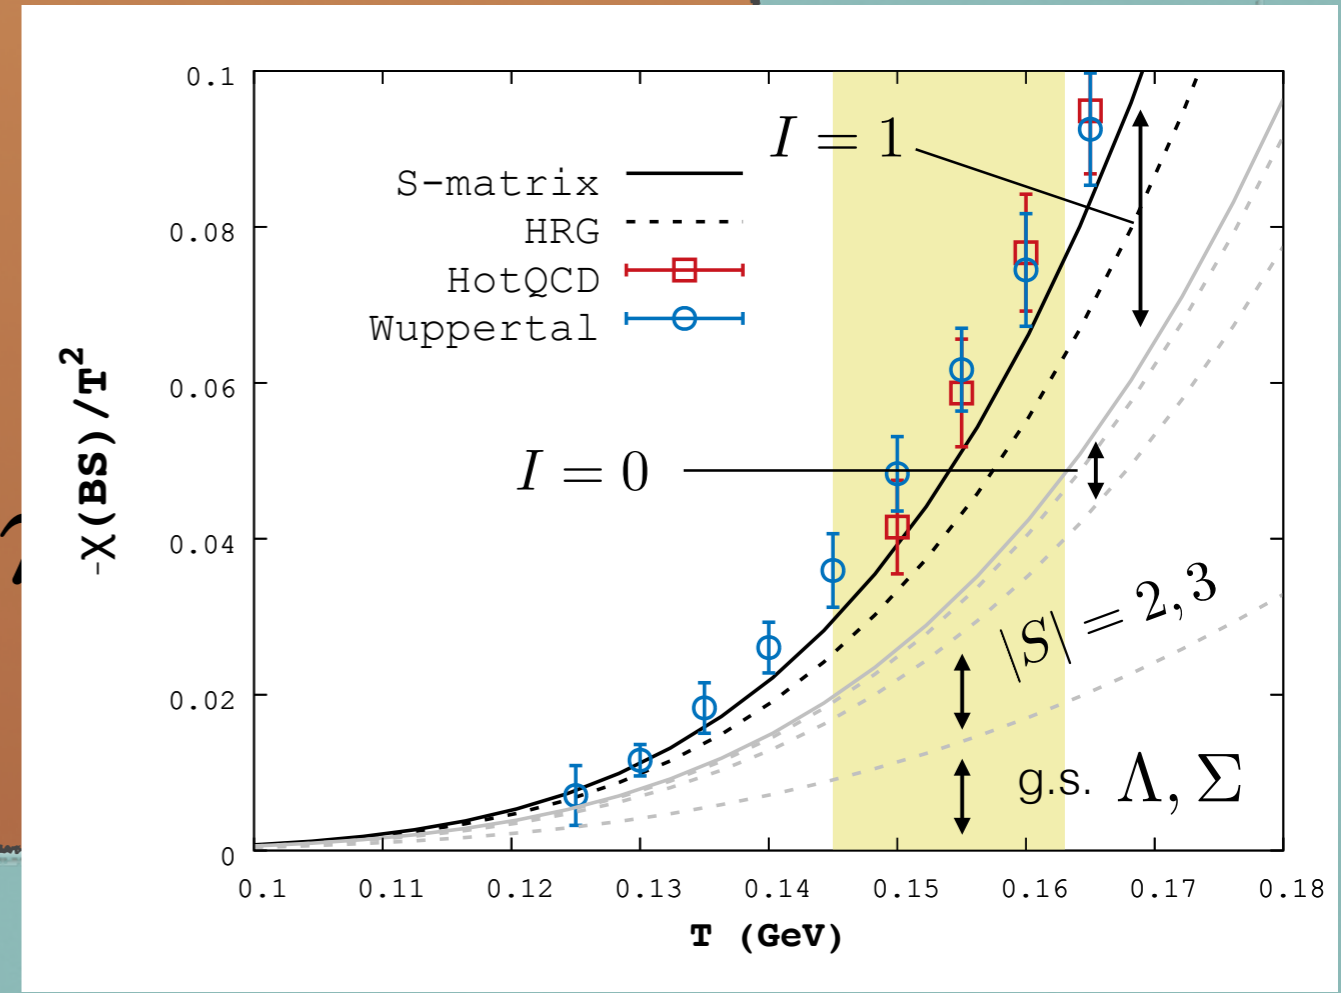 0.1
0.08
0.06
0.04
0.02
0
-χ(BS)/T²
I = 1
S-matrix
HRG
HotQCD
Wuppertal
I = 0
|S| = 2, 3
g.s. Λ, Σ
0.1 0.11 0.12 0.13 0.14 0.15 0.16 0.17 0.18
T (GeV)